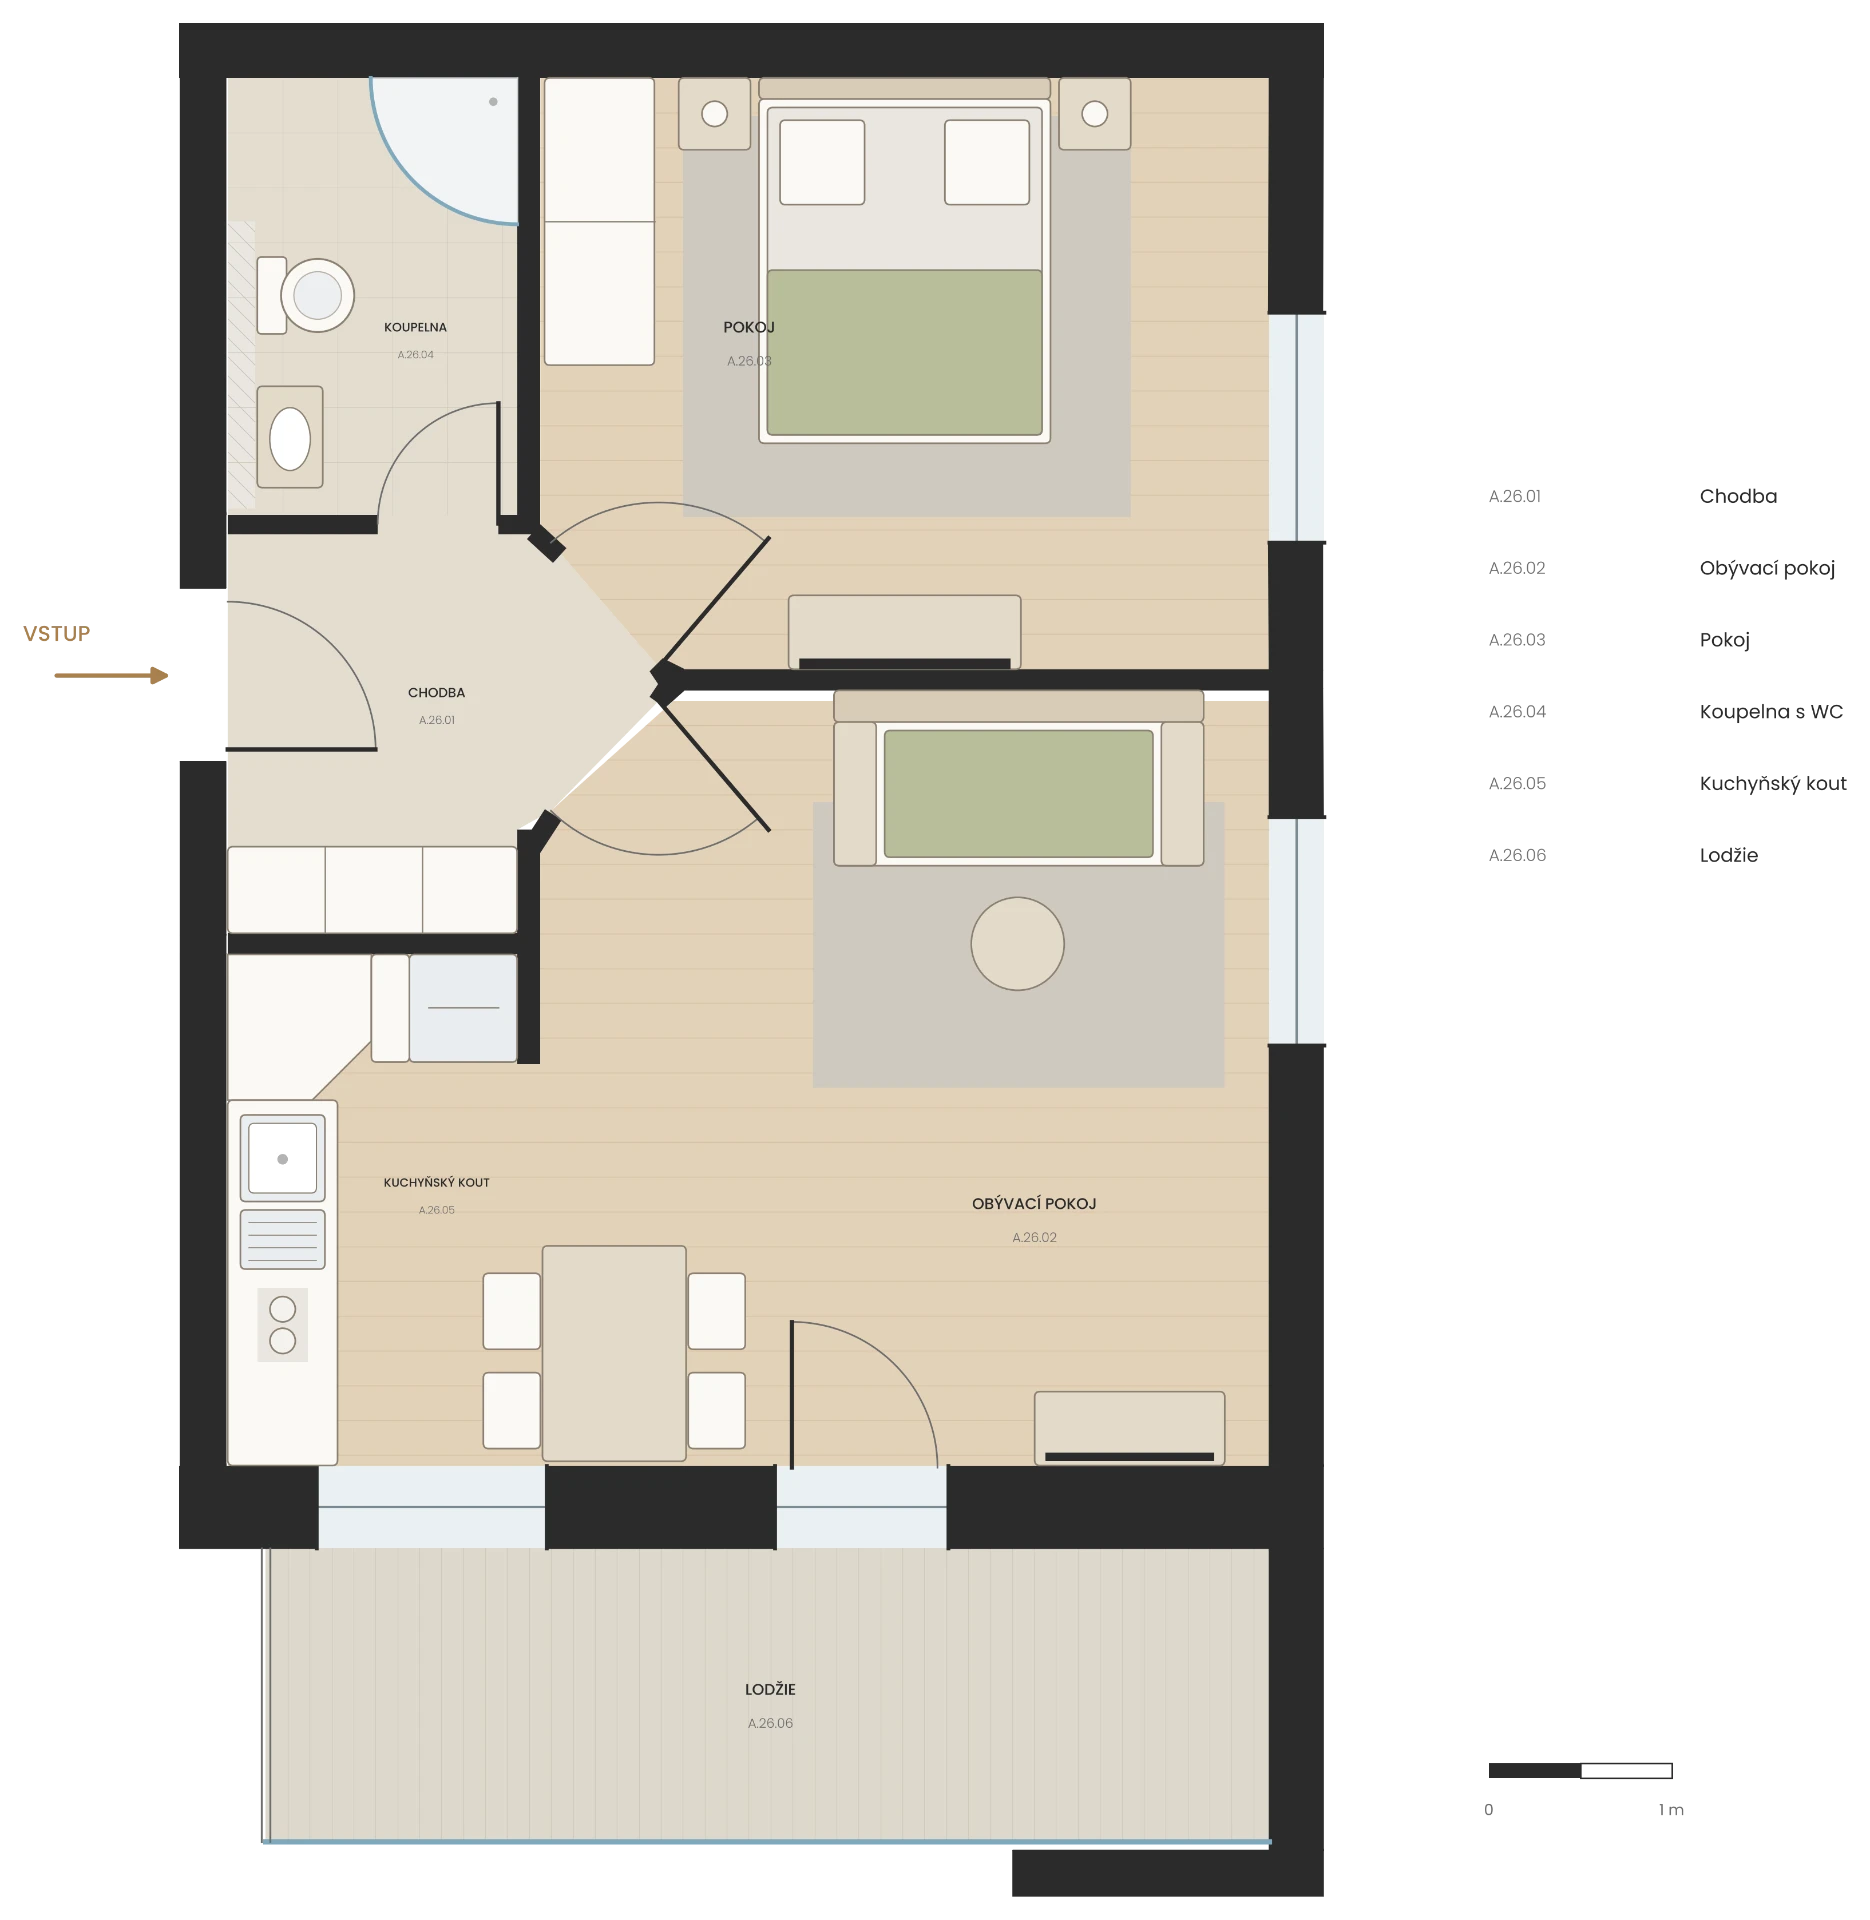 KOUPELNA
A.26.04
POKOJ
A.26.03
VSTUP
CHODBA
A.26.01
KUCHYŇSKÝ KOUT
A.26.05
OBÝVACÍ POKOJ
A.26.02
LODŽIE
A.26.06
A.26.01 Chodba
A.26.02 Obývací pokoj
A.26.03 Pokoj
A.26.04 Koupelna s WC
A.26.05 Kuchyňský kout
A.26.06 Lodžie
0 1 m